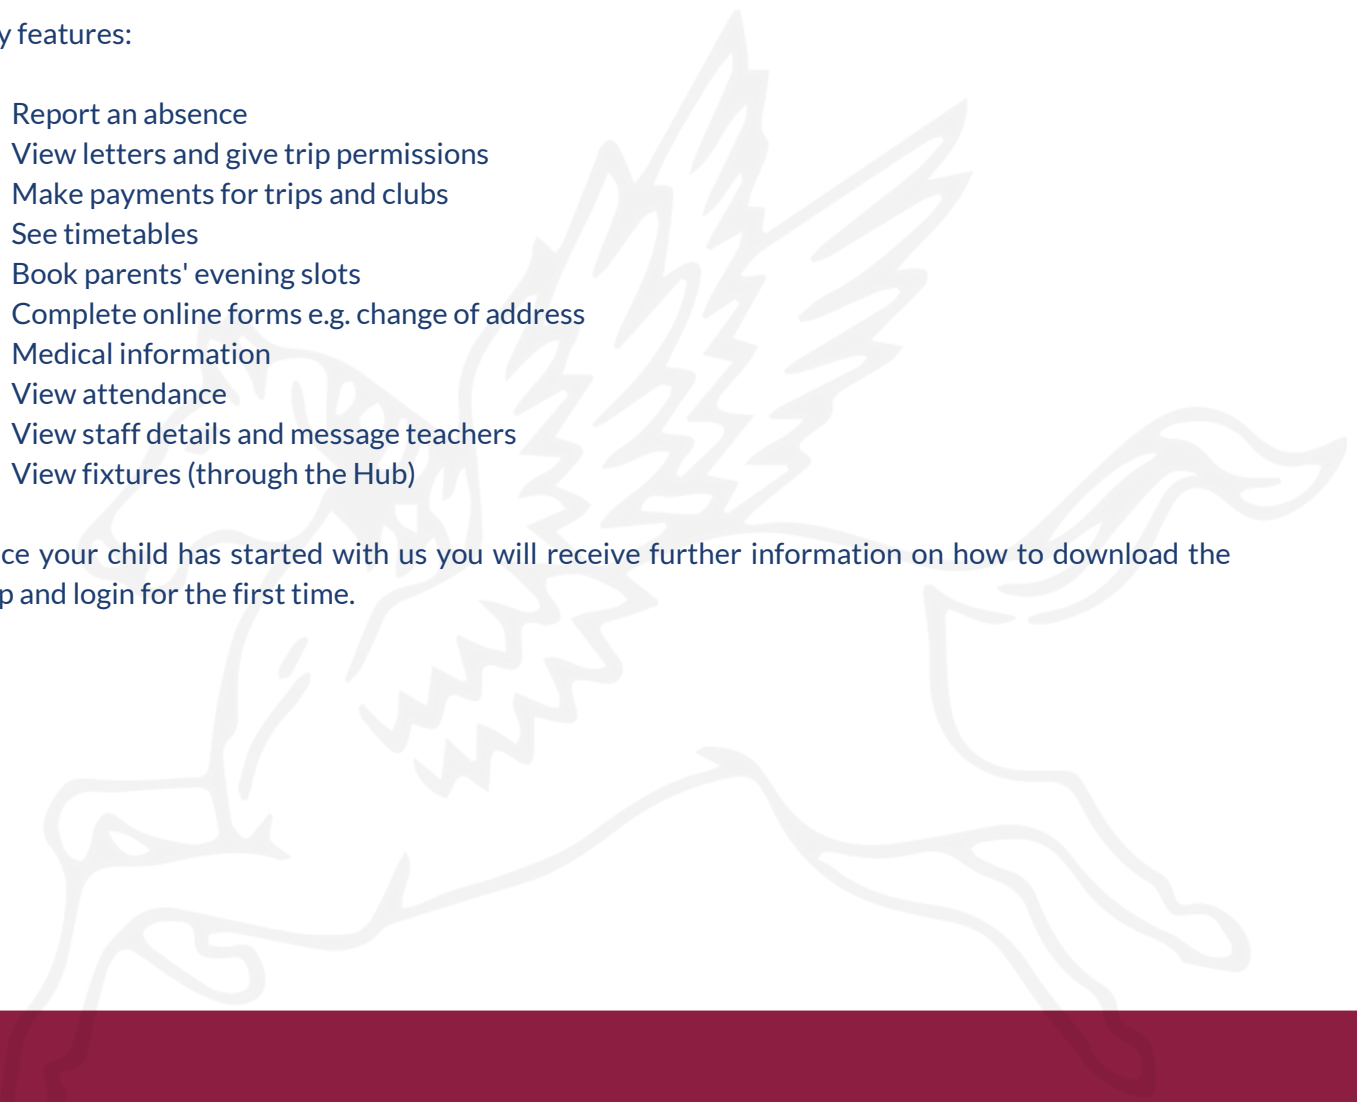 y features:
Report an absence
View letters and give trip permissions
Make payments for trips and clubs
See timetables
Book parents' evening slots
Complete online forms e.g. change of address
Medical information
View attendance
View staff details and message teachers
View fixtures (through the Hub)
ce your child has started with us you will receive further information on how to download the
p and login for the first time.